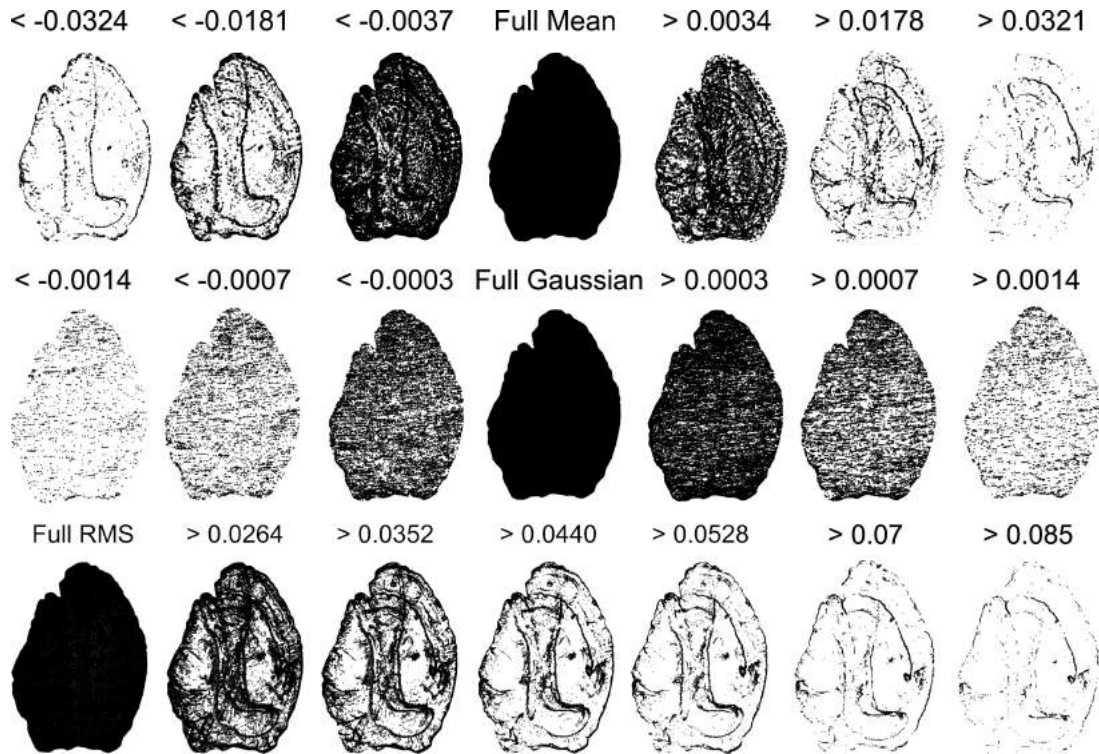 < -0.0324 < -0.0181 < -0.0037 Full Mean > 0.0034 > 0.0178 > 0.0321
< -0.0014 < -0.0007 < -0.0003 Full Gaussian > 0.0003 > 0.0007 > 0.0014
Full RMS > 0.0264 > 0.0352 > 0.0440 > 0.0528 > 0.07 > 0.085